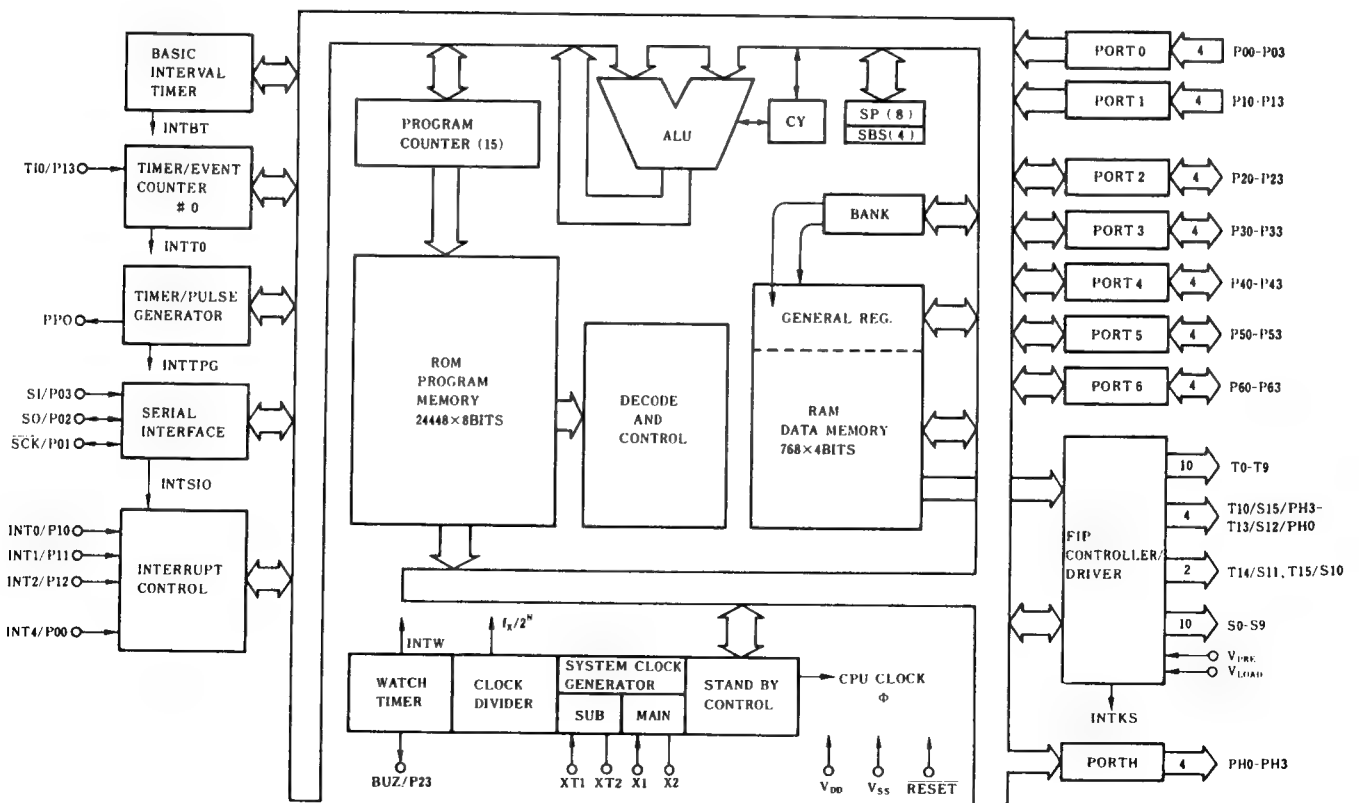 BASIC
INTERVAL
TIMER
INTBT
TI0/P13
TIMER/EVENT
COUNTER
#0
INTT0
TIMER/PULSE
GENERATOR
PPO
INTTPG
SI/P03
SO/P02
SCK/P01
SERIAL
INTERFACE
INTSIO
INT0/P10
INT1/P11
INT2/P12
INT4/P00
INTERRUPT
CONTROL
PROGRAM
COUNTER (15)
ALU
CY
SP (8)
SBS(4)
BANK
ROM
PROGRAM
MEMORY
24448×8BITS
DECODE
AND
CONTROL
GENERAL REG.
RAM
DATA MEMORY
768×4BITS
INTW
fX/2^N
WATCH
TIMER
CLOCK
DIVIDER
SYSTEM CLOCK
GENERATOR
SUB
MAIN
STAND BY
CONTROL
CPU CLOCK
Φ
BUZ/P23
XT1
XT2
X1
X2
VDD
VSS
RESET
PORT 0
4
P00-P03
PORT 1
4
P10-P13
PORT 2
4
P20-P23
PORT 3
4
P30-P33
PORT 4
4
P40-P43
PORT 5
4
P50-P53
PORT 6
4
P60-P63
FIP
CONTROLLER/
DRIVER
10
T0-T9
4
T10/S15/PH3-
T13/S12/PH0
2
T14/S11, T15/S10
10
S0-S9
VPRE
VLOAD
INTKS
PORTH
4
PH0-PH3